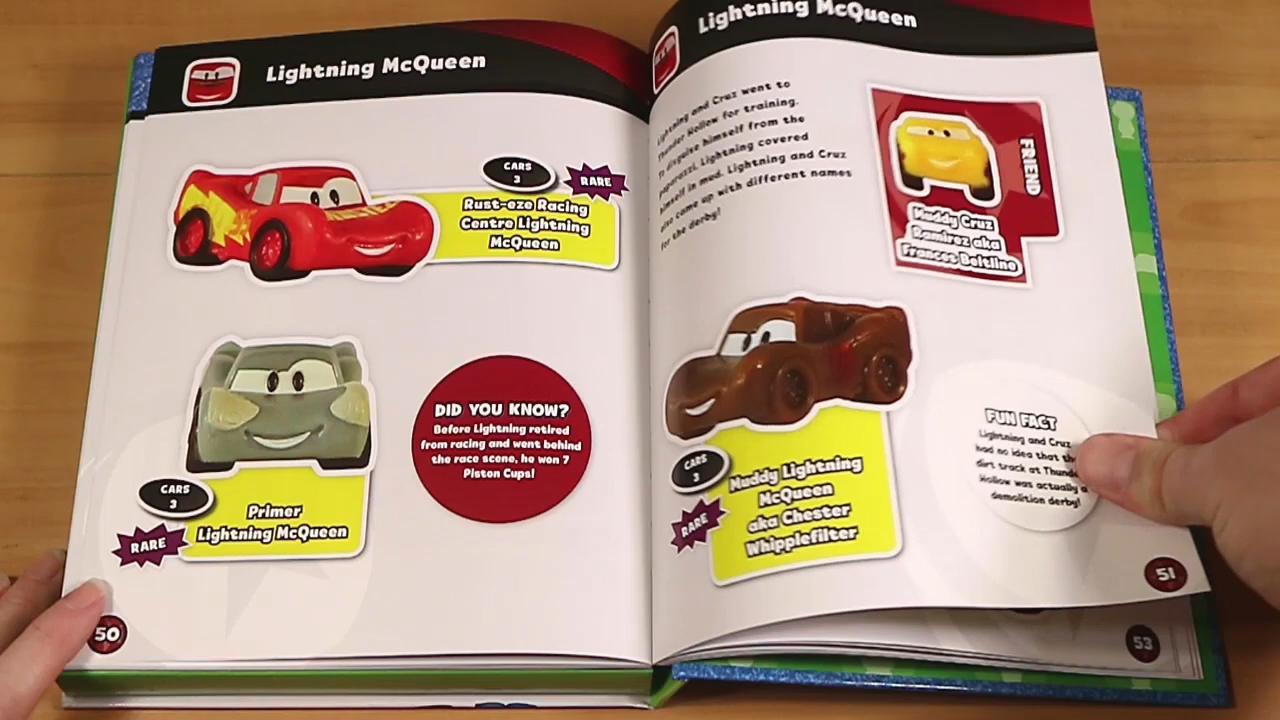 Lightning McQueen
CARS
3
RARE
Rust-eze Racing
Centre Lightning
McQueen
CARS
3
RARE
Primer
Lightning McQueen
DID YOU KNOW?
Before Lightning retired
from racing and went behind
the race scene, he won 7
Piston Cups!
50
Lightning McQueen
Lightning and Cruz went to
Thunder Hollow for training.
To disguise himself from the
paparazzi, Lightning covered
himself in mud. Lightning and Cruz
also came up with different names
for the derby!
FRIEND
Muddy Cruz
Ramirez aka
Frances Beltline
CARS
3
RARE
Muddy Lightning
McQueen
aka Chester
Whipplefilter
FUN FACT
Lightning and Cruz
had no idea that
dirt track at
Hollow was actually a
demolition derby!
51
53